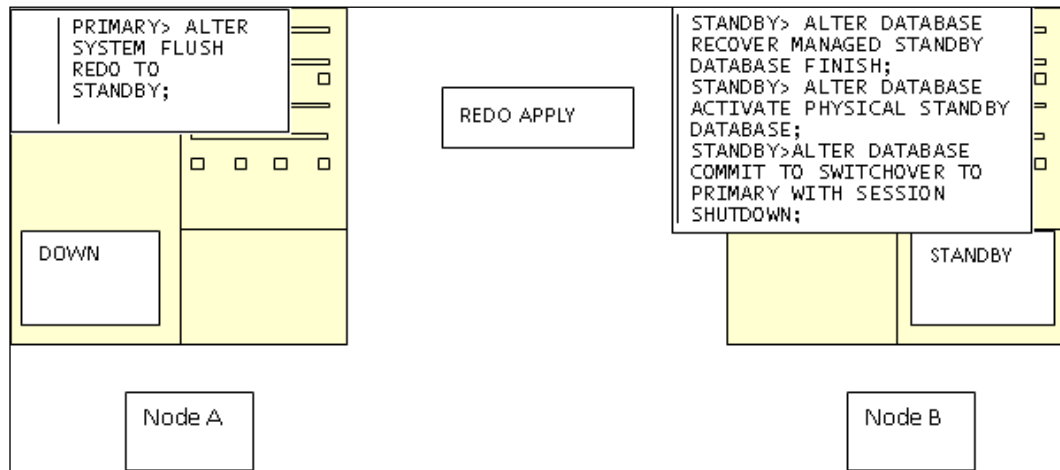 PRIMARY> ALTER
SYSTEM FLUSH
REDO TO
STANDBY;
REDO APPLY
STANDBY> ALTER DATABASE
RECOVER MANAGED STANDBY
DATABASE FINISH;
STANDBY> ALTER DATABASE
ACTIVATE PHYSICAL STANDBY
DATABASE;
STANDBY>ALTER DATABASE
COMMIT TO SWITCHOVER TO
PRIMARY WITH SESSION
SHUTDOWN;
DOWN
STANDBY
Node A
Node B